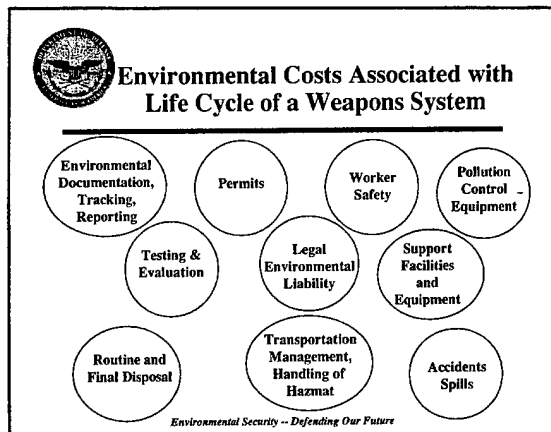 Environmental Costs Associated with
Life Cycle of a Weapons System
Environmental
Documentation,
Tracking,
Reporting
Permits
Worker
Safety
Pollution
Control
Equipment
Testing &
Evaluation
Legal
Environmental
Liability
Support
Facilities
and
Equipment
Routine and
Final Disposal
Transportation
Management,
Handling of
Hazmat
Accidents
Spills
Environmental Security -- Defending Our Future